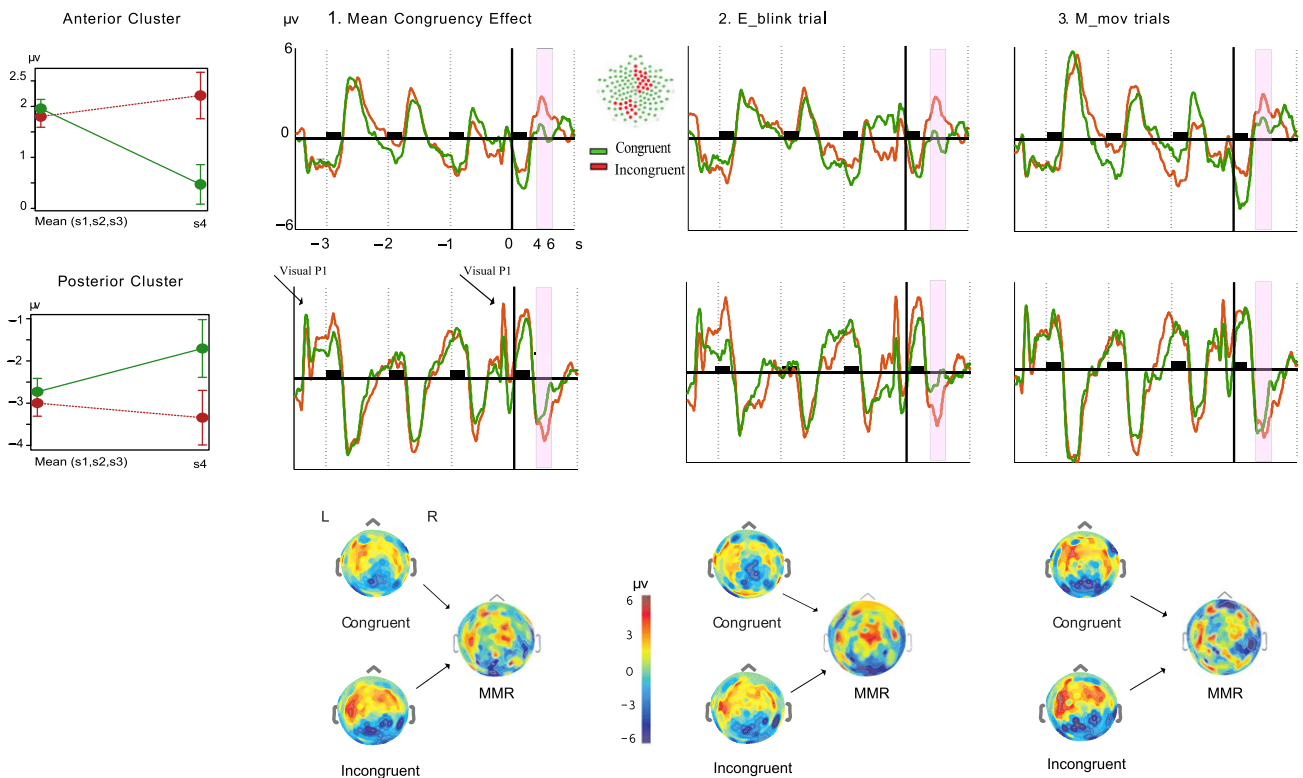 Anterior Cluster
μv
2.5
2
1
0
Mean (s1,s2,s3) s4
μv 1. Mean Congruency Effect
6
0
−6
−3 −2 −1 0 4 6 s
Congruent
Incongruent
2. E_blink trial
3. M_mov trials
Posterior Cluster
μv
−1
−2
−3
−4
Mean (s1,s2,s3) s4
Visual P1 Visual P1
L R
Congruent
MMR
Incongruent
μv
6
3
0
−3
−6
Congruent
MMR
Incongruent
Congruent
MMR
Incongruent